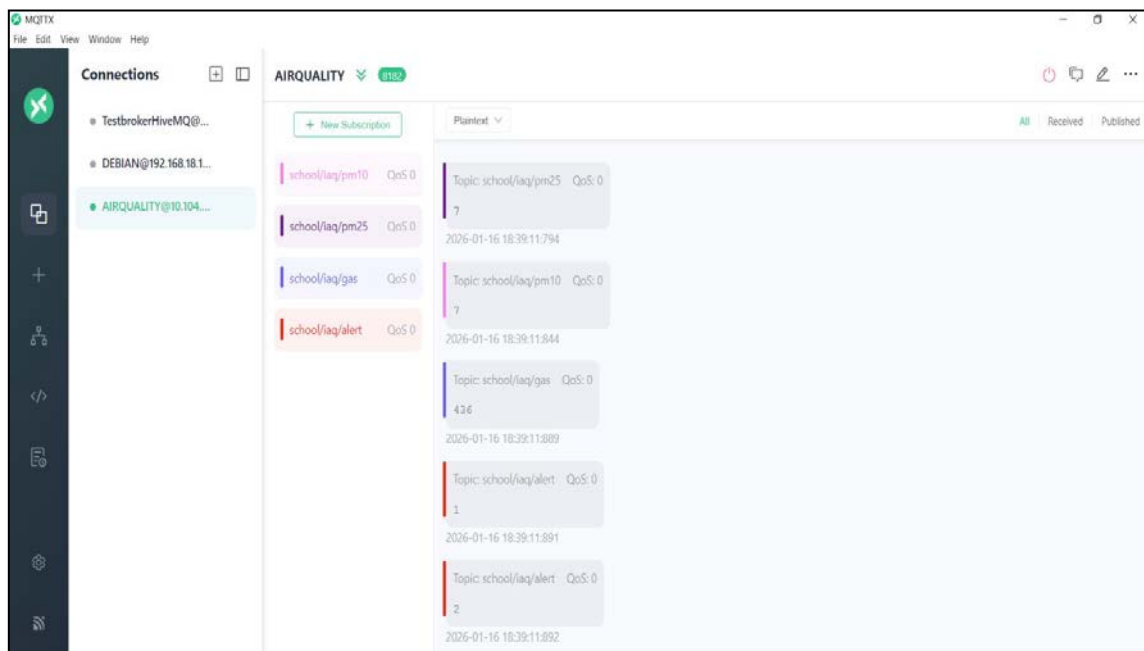 MQTTX
File Edit View Window Help
Connections
TestbrokerHiveMQ@...
DEBIAN@192.168.18.1...
AIRQUALITY@10.104....
AIRQUALITY 8182
+ New Subscription
school/iaq/pm10 QoS 0
school/iaq/pm25 QoS 0
school/iaq/gas QoS 0
school/iaq/alert QoS 0
Plaintext
All Received Published
Topic: school/iaq/pm25 QoS: 0
7
2026-01-16 18:39:11:794
Topic: school/iaq/pm10 QoS: 0
7
2026-01-16 18:39:11:844
Topic: school/iaq/gas QoS: 0
436
2026-01-16 18:39:11:889
Topic: school/iaq/alert QoS: 0
1
2026-01-16 18:39:11:891
Topic: school/iaq/alert QoS: 0
2
2026-01-16 18:39:11:892